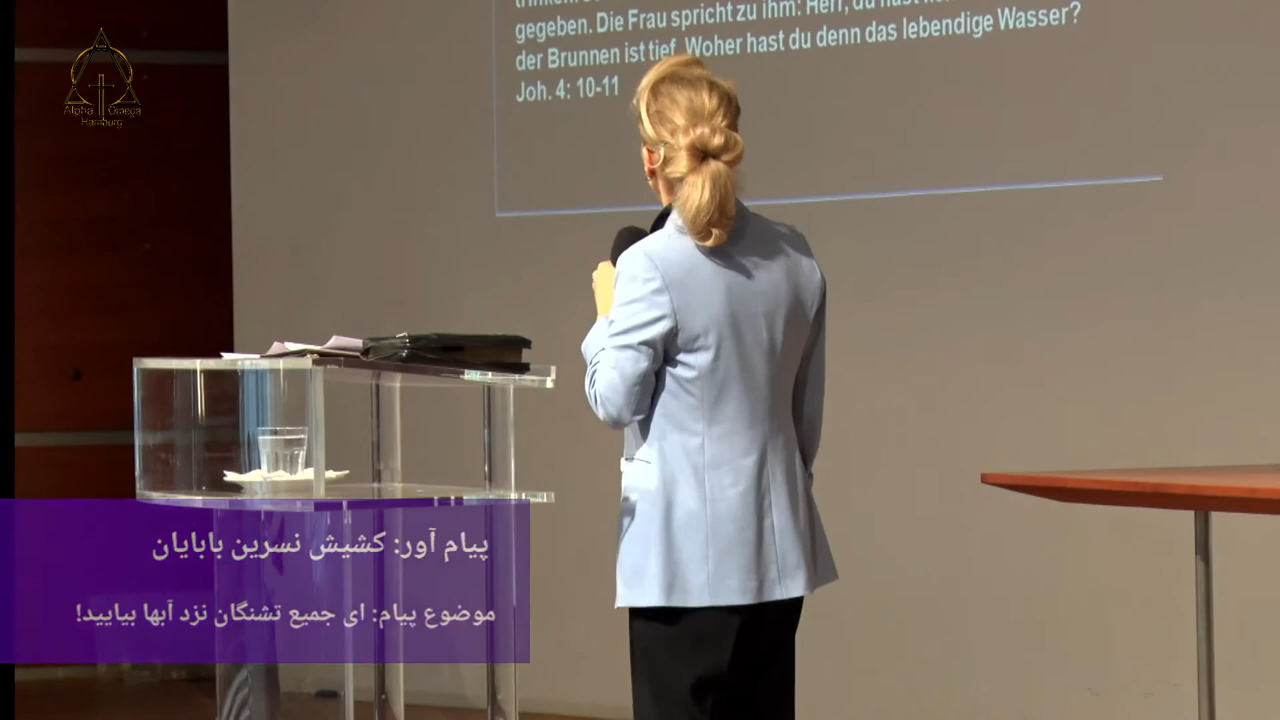 Alpha Omega
Hamburg
gegeben. Die Frau spricht zu ihm: Herr, du hast
der Brunnen ist tief. Woher hast du denn das lebendige Wasser?
Joh. 4: 10-11
پیام آور: کشیش نسرین بابایان
موضوع پیام: ای جمیع تشنگان نزد آبها بیایید!